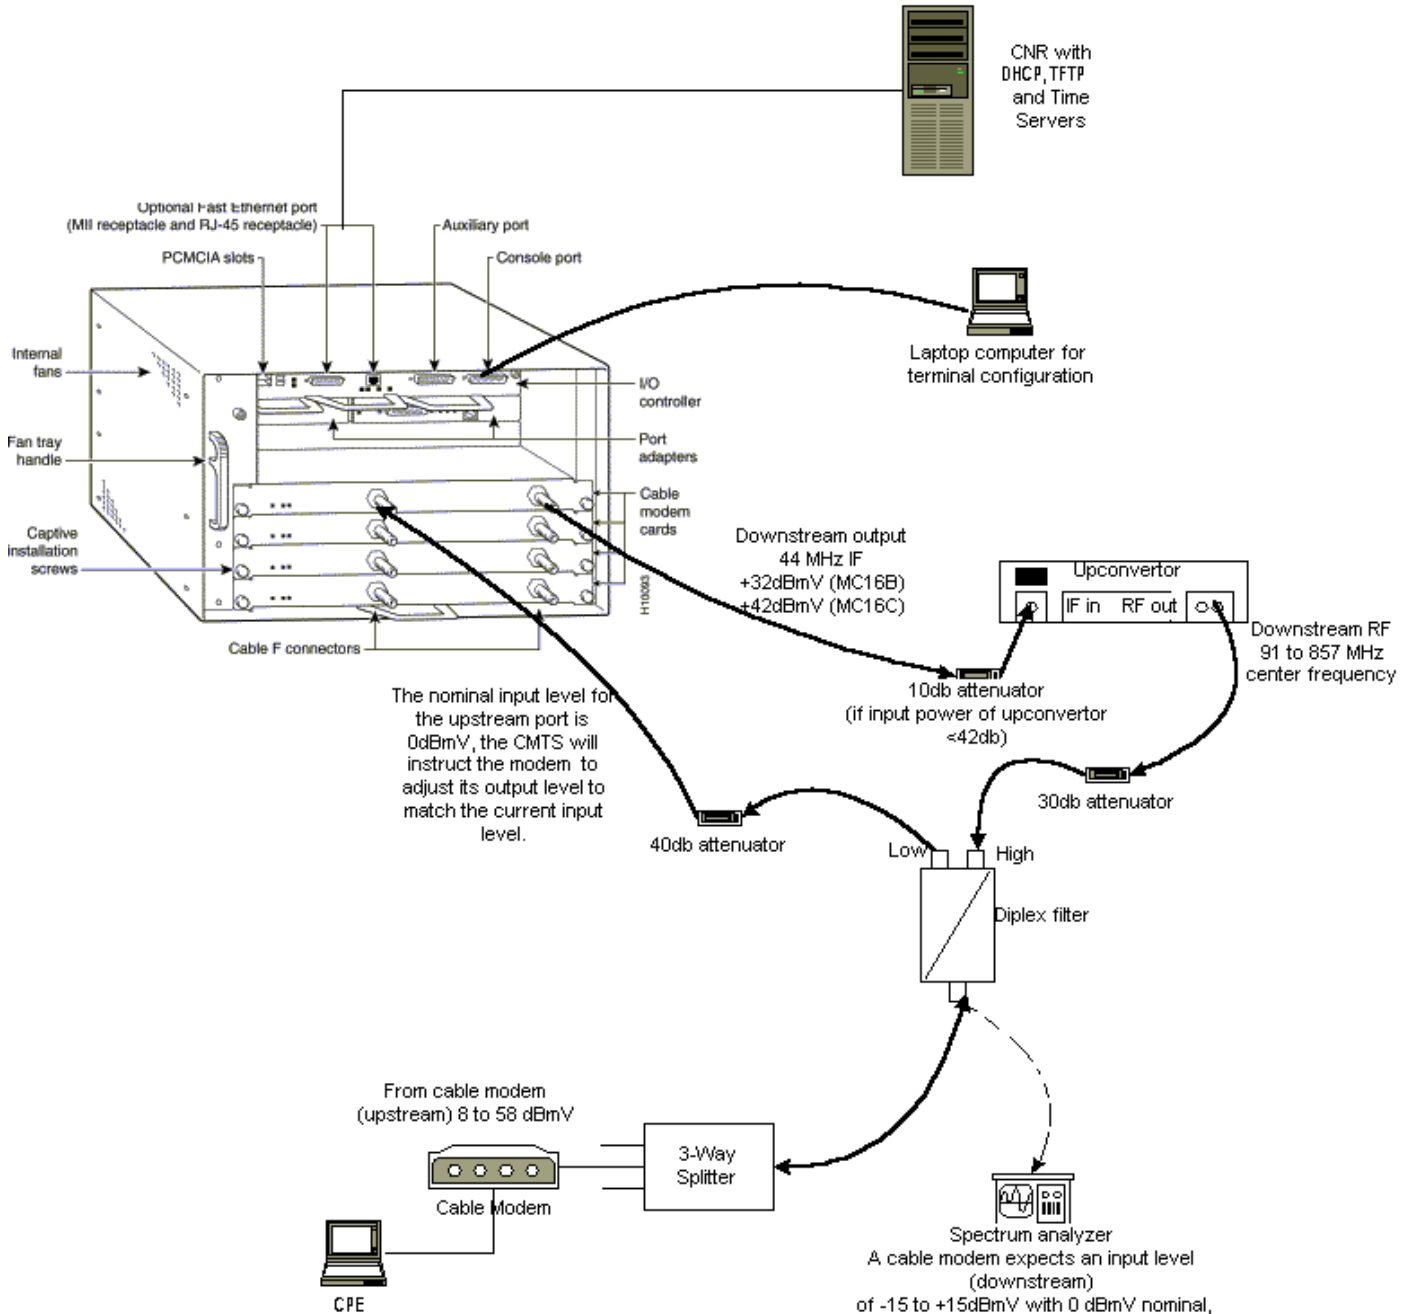 CNR with
DHCP, TFTP
and Time
Servers
Optional Fast Ethernet port
(MII receptacle and RJ-45 receptacle)
Auxiliary port
PCMCIA slots
Console port
Laptop computer for
terminal configuration
Internal
fans
I/O
controller
Fan tray
handle
Port
adapters
Cable
modem
cards
Captive
installation
screws
H10093
Cable F connectors
Downstream output
44 MHz IF
+32dBmV (MC16B)
+42dBmV (MC16C)
Upconvertor
IF in
RF out
Downstream RF
91 to 857 MHz
center frequency
10db attenuator
(if input power of upconvertor
<42db)
The nominal input level for
the upstream port is
0dBmV, the CMTS will
instruct the modem to
adjust its output level to
match the current input
level.
30db attenuator
40db attenuator
Low
High
Diplex filter
From cable modem
(upstream) 8 to 58 dBmV
3-Way
Splitter
Cable Modem
CPE
Spectrum analyzer
A cable modem expects an input level
(downstream)
of -15 to +15dBmV with 0 dBmV nominal,